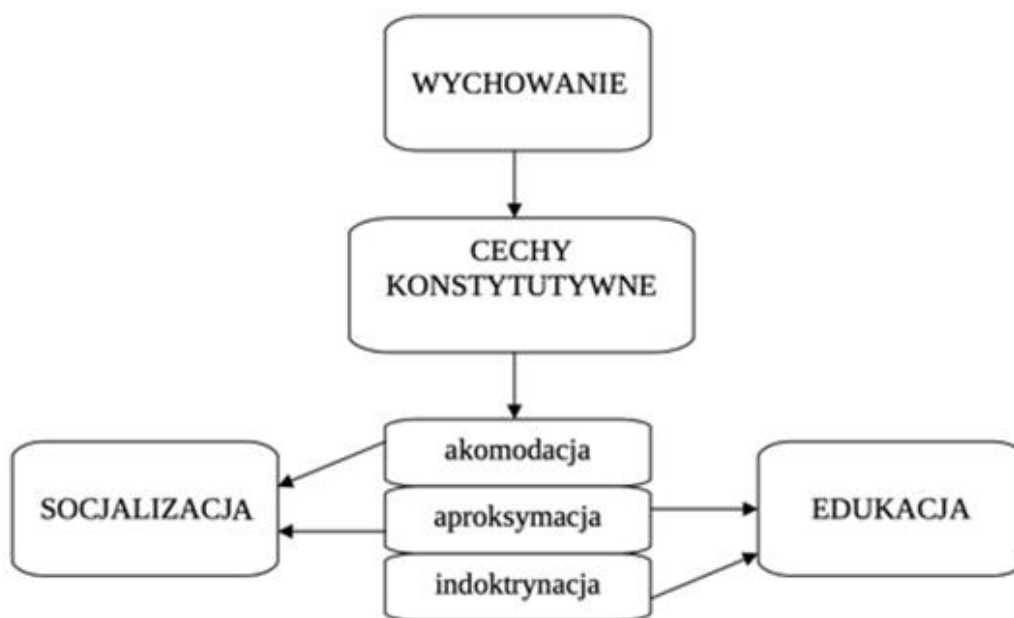 WYCHOWANIE
CECHY
KONSTYTUTYWNE
akomodacja
SOCJALIZACJA
aproksymacja
EDUKACJA
indoktrynacja